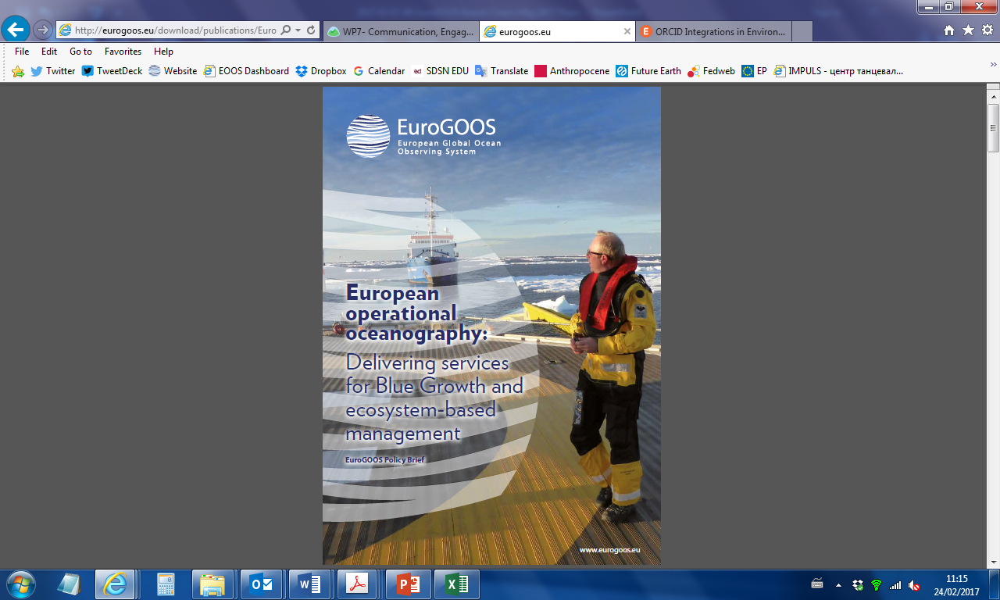 http://eurogoos.eu/download/publications/Euro
WP7- Communication, Engag...
eurogoos.eu
ORCID Integrations in Environ...
File Edit Go to Favorites Help
Twitter TweetDeck Website EOOS Dashboard Dropbox Calendar ed SDSN EDU Translate Anthropocene Future Earth Fedweb EP IMPULS - центр танцевал...
EuroGOOS
European Global Ocean
Observing System
European
operational
oceanography:
Delivering services
for Blue Growth and
ecosystem-based
management
EuroGOOS Policy Brief
www.eurogoos.eu
11:15
24/02/2017